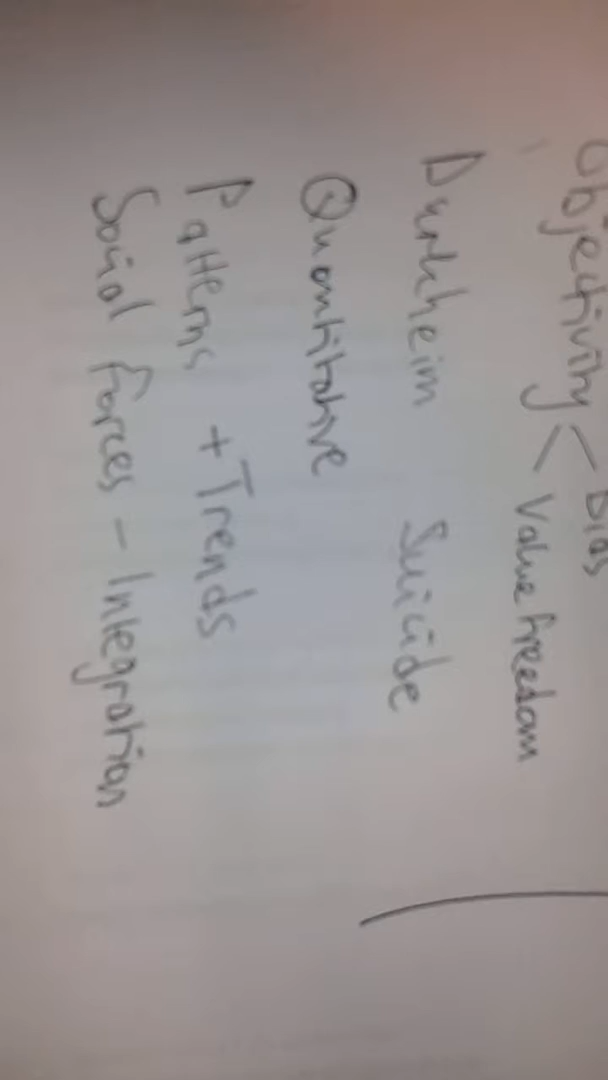 Objectivity < Bias
Value freedom
Durkheim Suicide
Quantitative
Patterns + Trends
Social forces - Integration